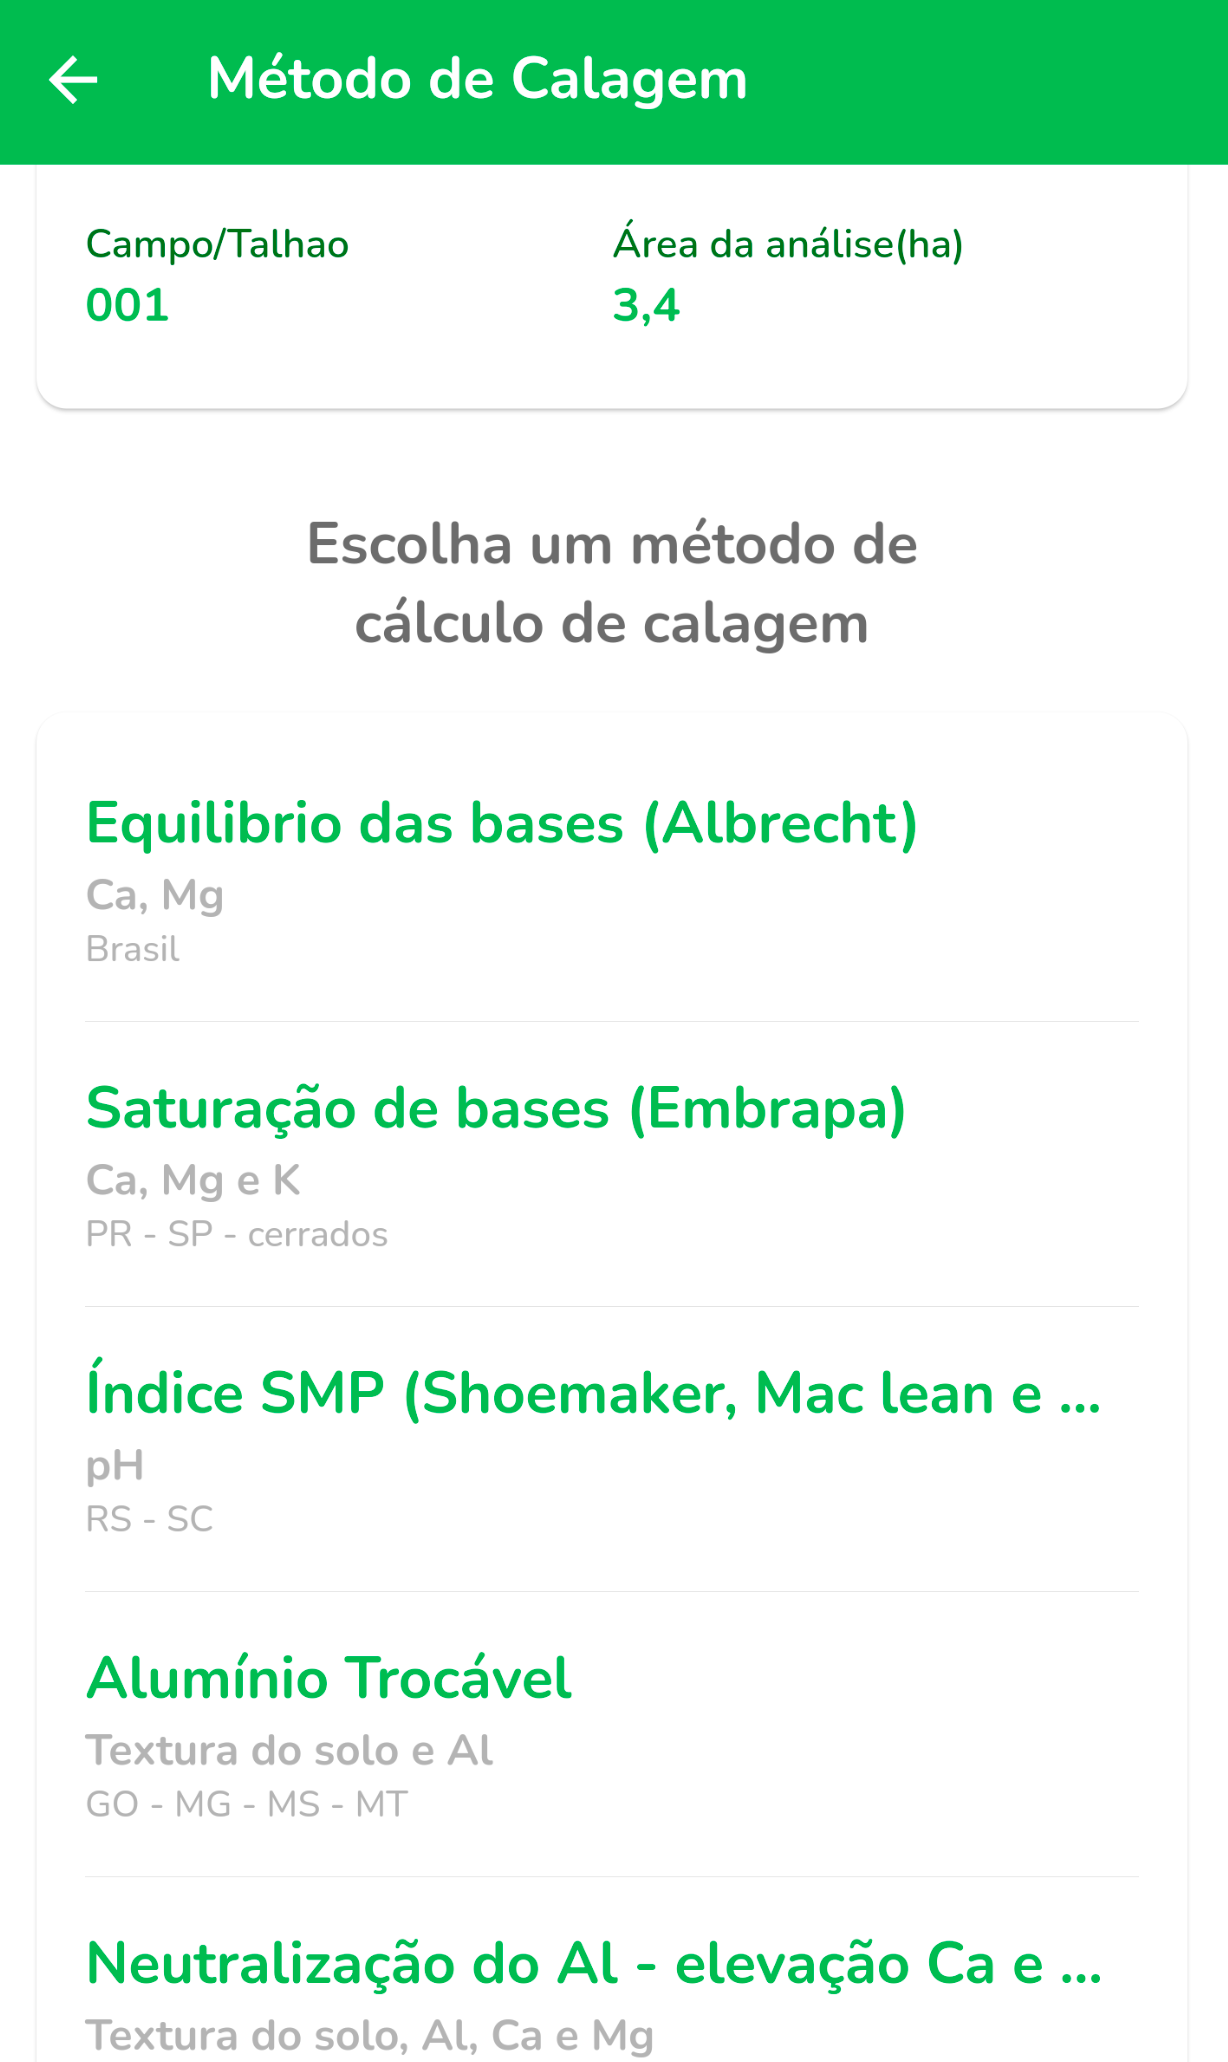 Método de Calagem
Campo/Talhao
Área da análise(ha)
001
3,4
Escolha um método de
cálculo de calagem
Equilibrio das bases (Albrecht)
Ca, Mg
Brasil
Saturação de bases (Embrapa)
Ca, Mg e K
PR - SP - cerrados
Índice SMP (Shoemaker, Mac lean e ...
pH
RS - SC
Alumínio Trocável
Textura do solo e Al
GO - MG - MS - MT
Neutralização do Al - elevação Ca e ...
Textura do solo, Al, Ca e Mg